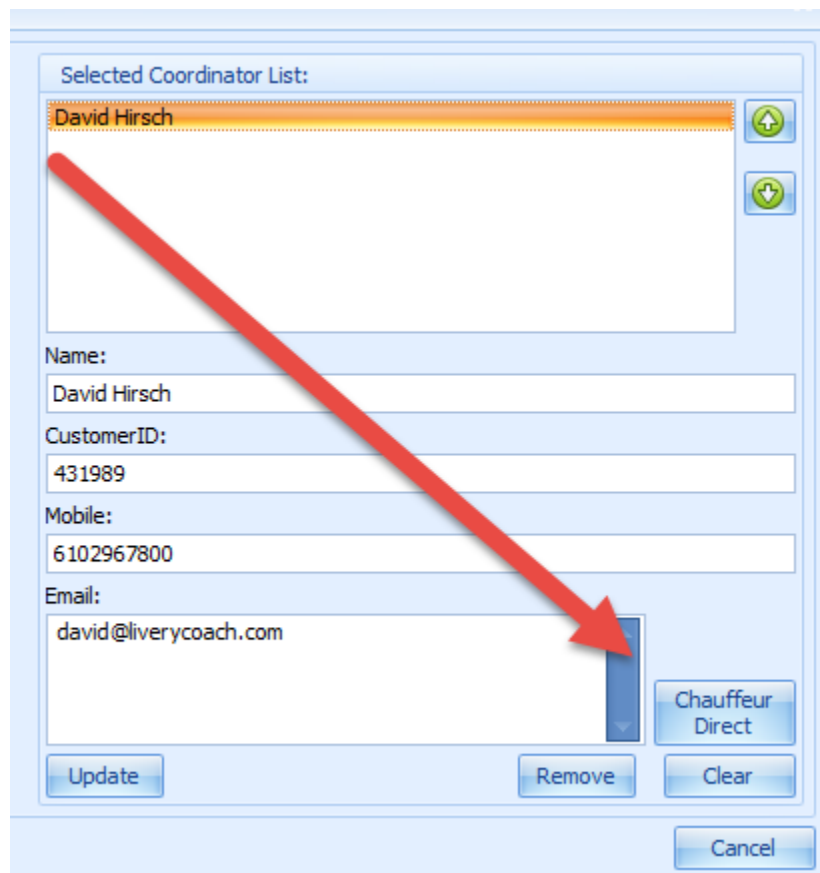 Selected Coordinator List:
David Hirsch
Name:
David Hirsch
CustomerID:
431989
Mobile:
6102967800
Email:
david@liverycoach.com
Chauffeur
Direct
Update
Remove
Clear
Cancel